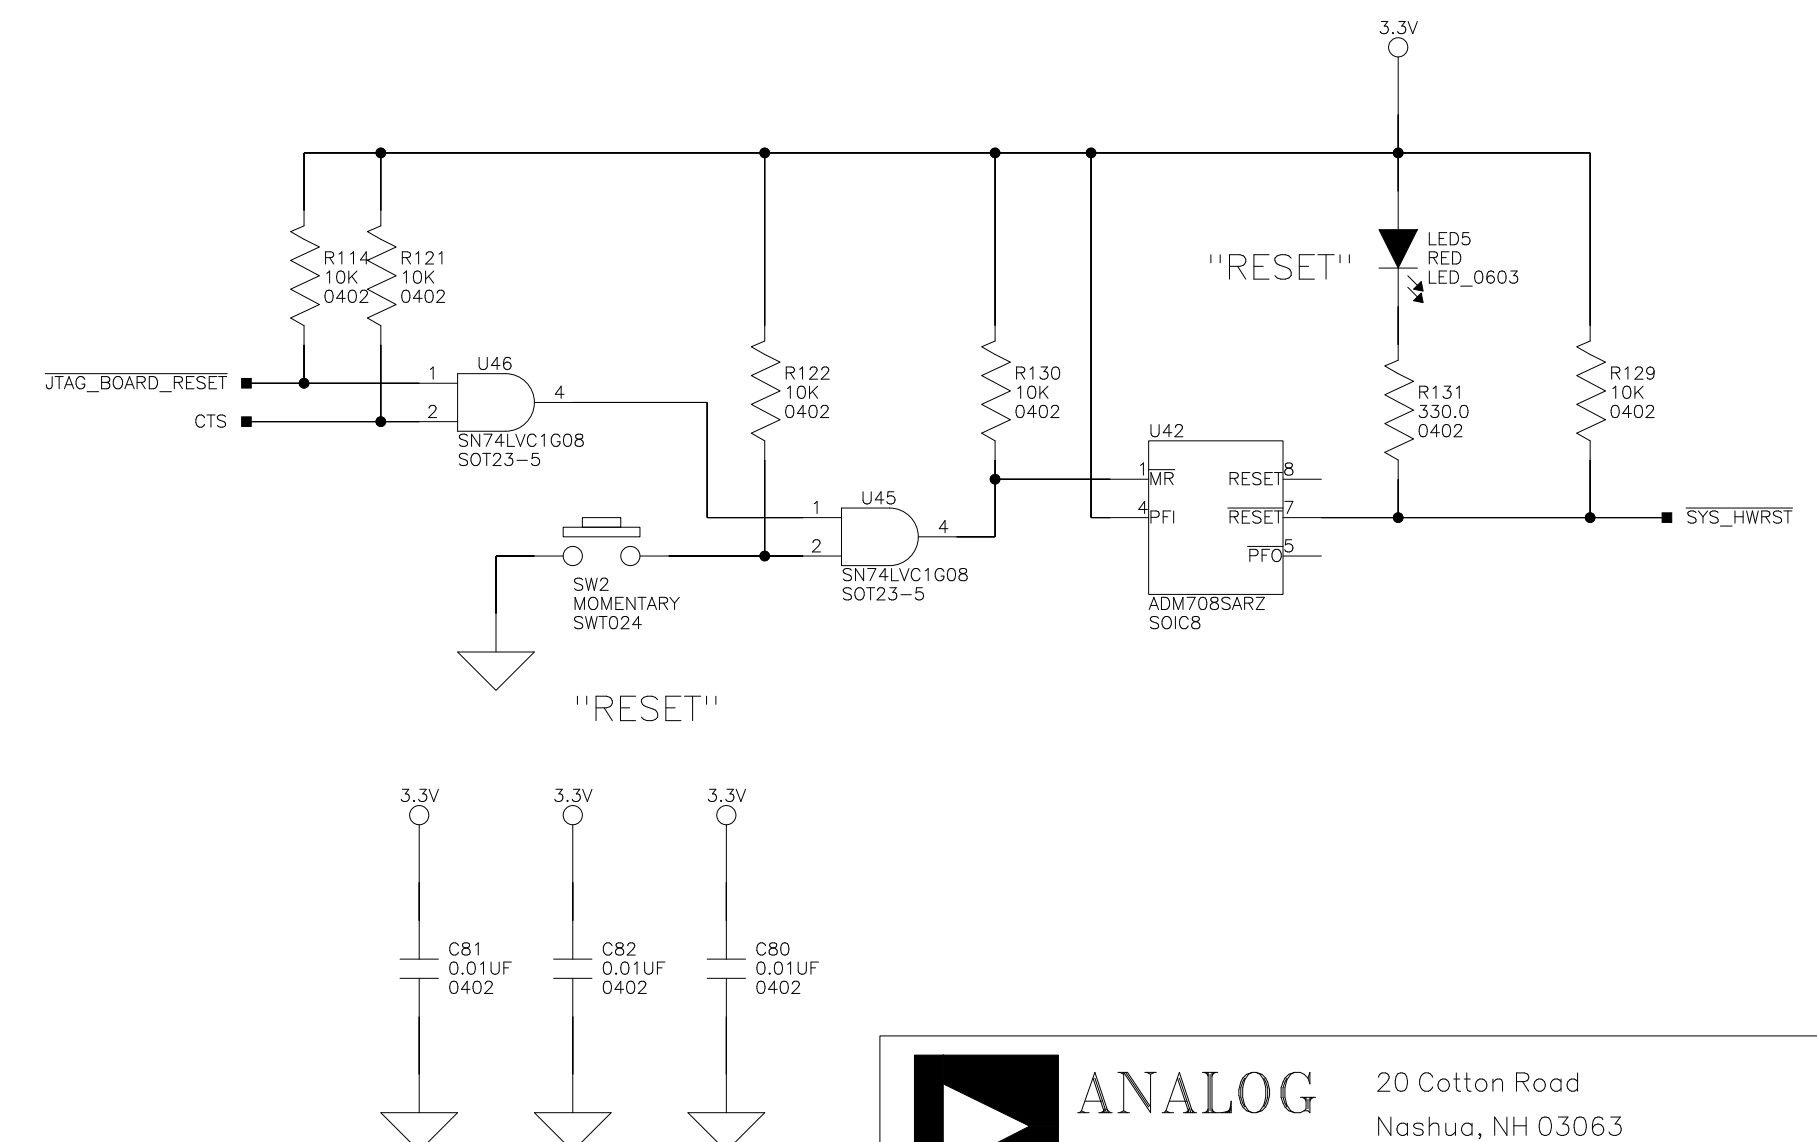 3.3V
R114
10K
0402
R121
10K
0402
"RESET"
LED5
RED
LED_0603
JTAG_BOARD_RESET
CTS
1
2
U46
4
SN74LVC1G08
SOT23-5
R122
10K
0402
R130
10K
0402
R131
330.0
0402
R129
10K
0402
U45
1
2
4
SN74LVC1G08
SOT23-5
U42
1
MR
4
PFI
RESET
8
RESET
7
PFO
5
ADM708SARZ
SOIC8
SYS_HWRST
SW2
MOMENTARY
SWT024
"RESET"
3.3V
3.3V
3.3V
C81
0.01UF
0402
C82
0.01UF
0402
C80
0.01UF
0402
ANALOG
20 Cotton Road
Nashua, NH 03063